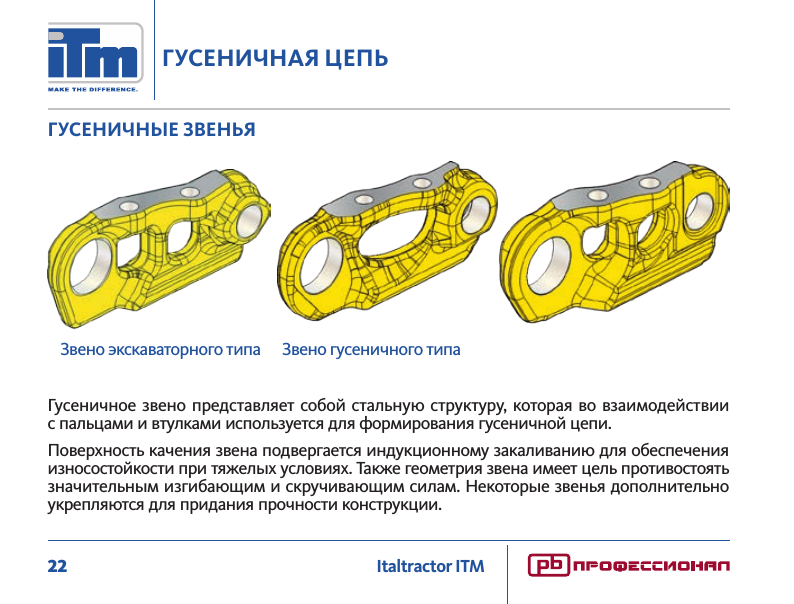 iTm
MAKE THE DIFFERENCE.
ГУСЕНИЧНАЯ ЦЕПЬ
ГУСЕНИЧНЫЕ ЗВЕНЬЯ
Звено экскаваторного типа
Звено гусеничного типа
Гусеничное звено представляет собой стальную структуру, которая во взаимодействии
с пальцами и втулками используется для формирования гусеничной цепи.
Поверхность качения звена подвергается индукционному закаливанию для обеспечения
износостойкости при тяжелых условиях. Также геометрия звена имеет цель противостоять
значительным изгибающим и скручивающим силам. Некоторые звенья дополнительно
укрепляются для придания прочности конструкции.
22
Italtractor ITM
pb ПРОФЕССИОНАЛ